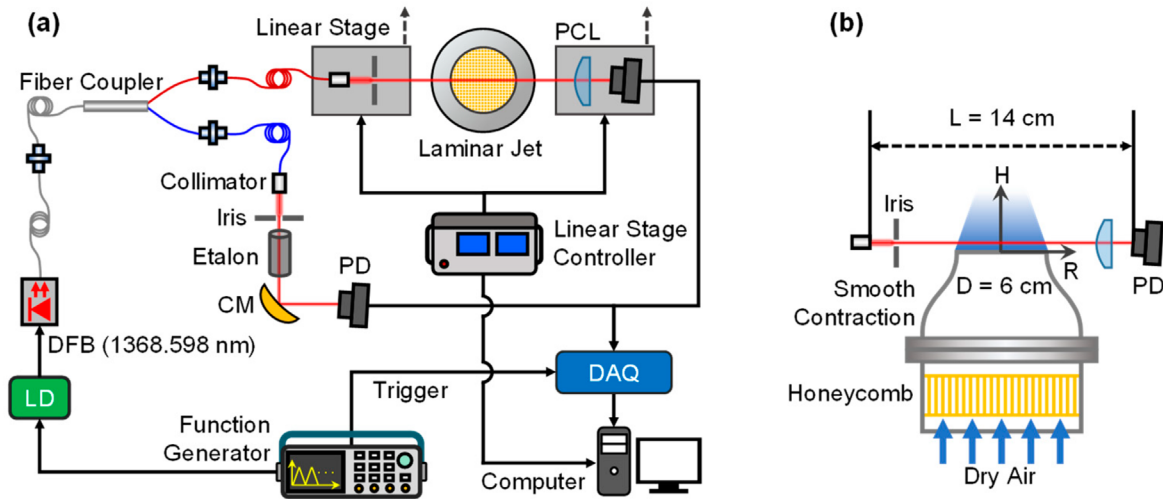 (a)
Linear Stage
PCL
Fiber Coupler
Laminar Jet
Collimator
Iris
Etalon
PD
CM
Linear Stage
Controller
DFB (1368.598 nm)
LD
Trigger
DAQ
Function
Generator
Computer
(b)
L = 14 cm
H
Iris
R
PD
Smooth
Contraction
D = 6 cm
Honeycomb
Dry Air